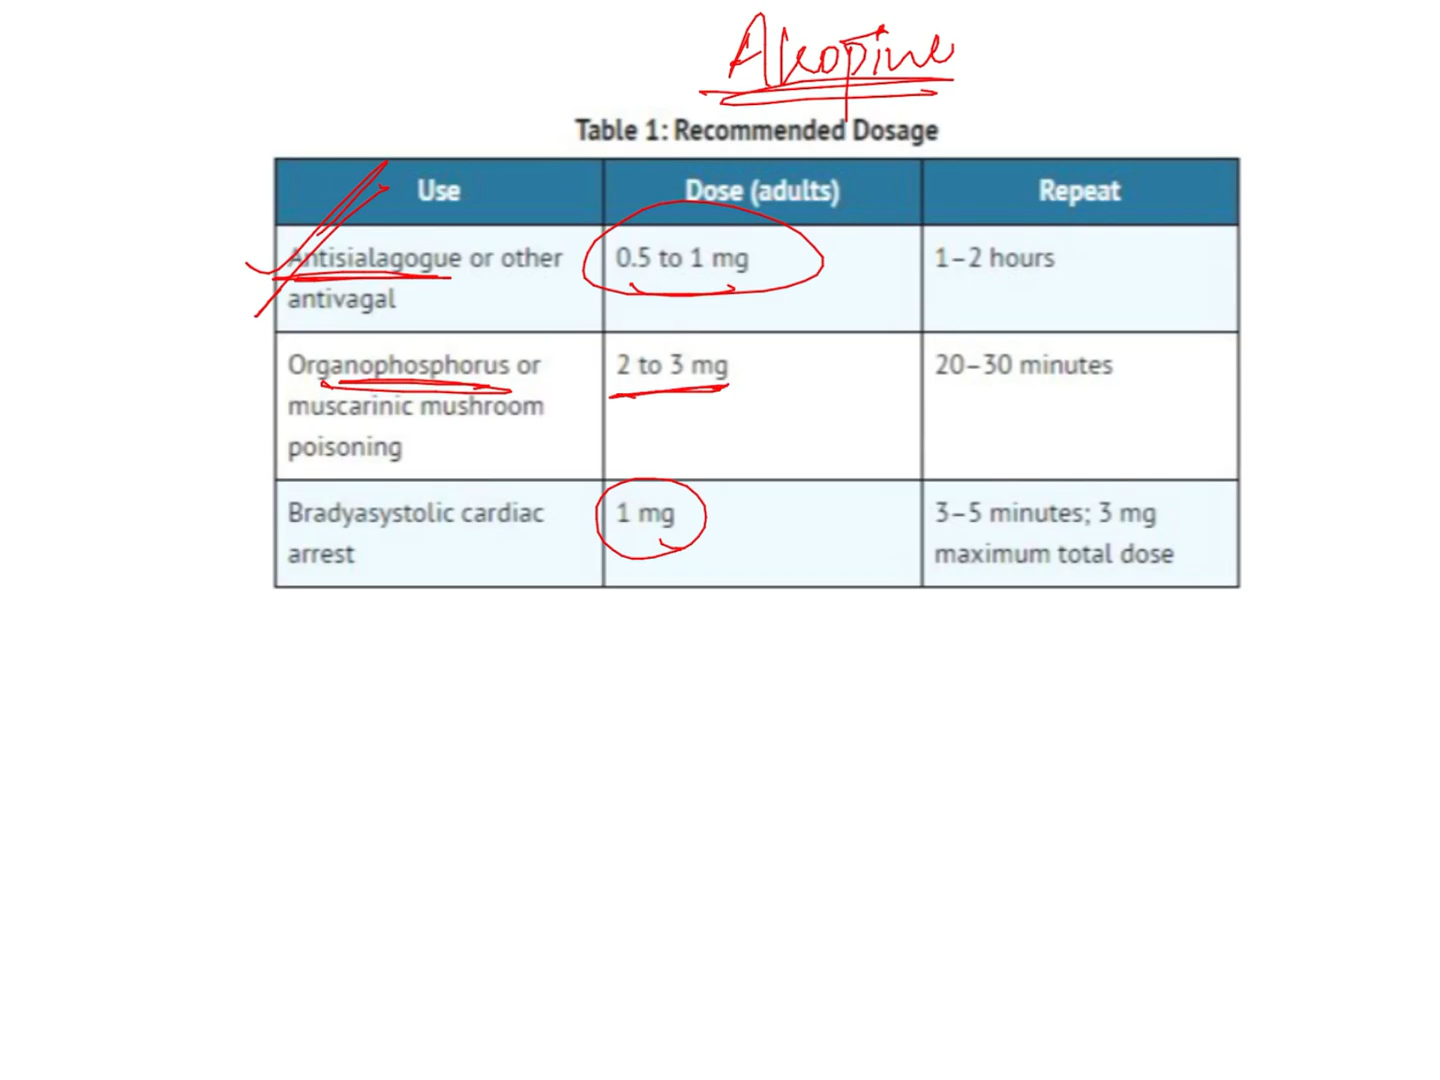 Atropine
Table 1: Recommended Dosage
Use Dose (adults) Repeat
Antisialagogue or other 0.5 to 1 mg 1–2 hours
antivagal
Organophosphorus or 2 to 3 mg 20–30 minutes
muscarinic mushroom
poisoning
Bradyasystolic cardiac 1 mg 3–5 minutes; 3 mg
arrest maximum total dose